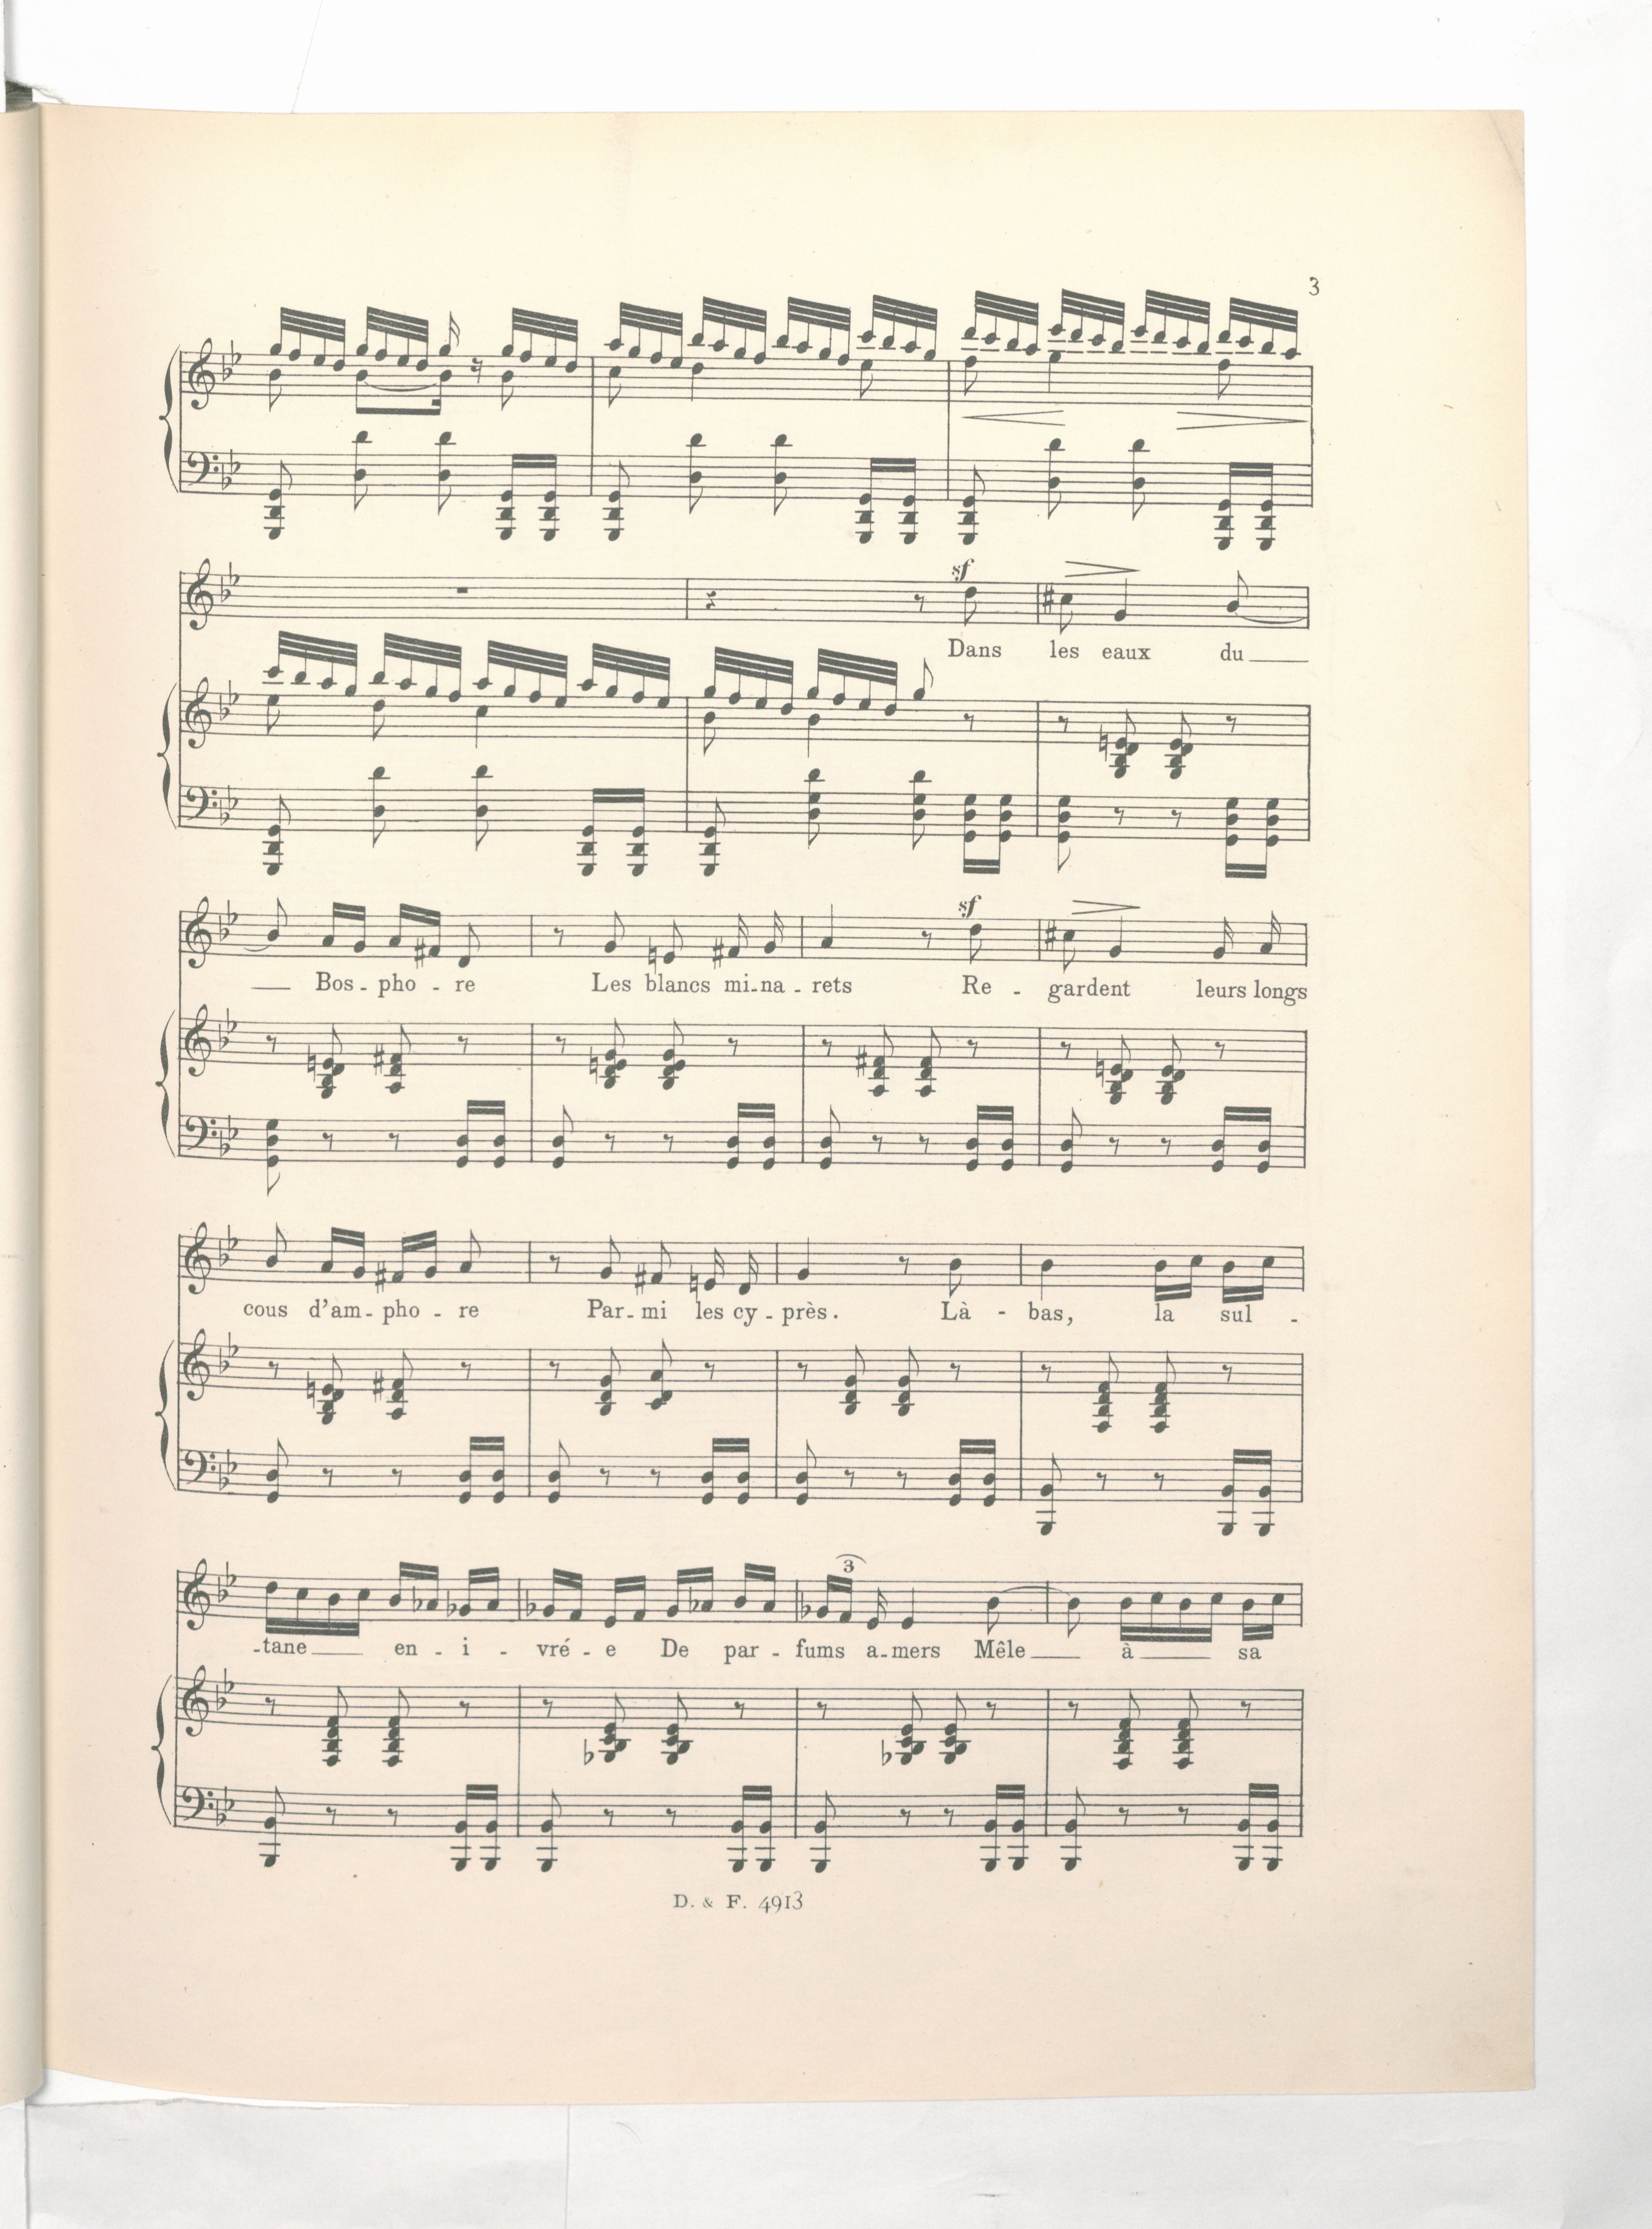 3
sf
Dans les eaux du
sf
Bos - pho - re Les blancs mi - na - rets Re - gardent leurs longs
cous d'am - pho - re Par - mi les cy - près. Là - bas, la sul -
3
-tane en - i - vré - e De par - fums a - mers Mêle à sa
D. & F. 4913